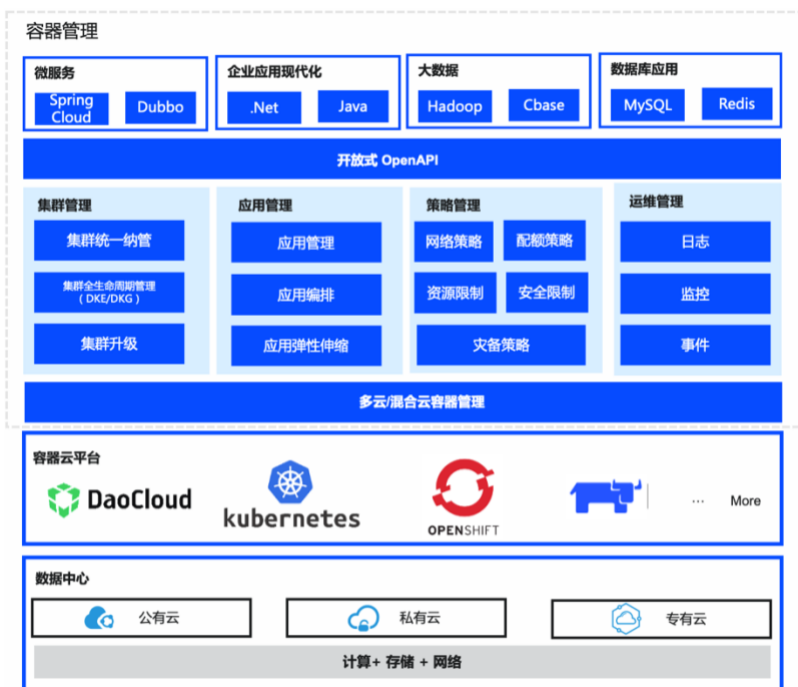 容器管理
微服务
Spring
Cloud
Dubbo
企业应用现代化
.Net
Java
大数据
Hadoop
Cbase
数据库应用
MySQL
Redis
开放式 OpenAPI
集群管理
集群统一纳管
集群全生命周期管理
（DKE/DKG）
集群升级
应用管理
应用管理
应用编排
应用弹性伸缩
策略管理
网络策略
配额策略
资源限制
安全限制
灾备策略
运维管理
日志
监控
事件
多云/混合云容器管理
容器云平台
DaoCloud
kubernetes
OPENSHIFT
... More
数据中心
公有云
私有云
专有云
计算+ 存储 + 网络